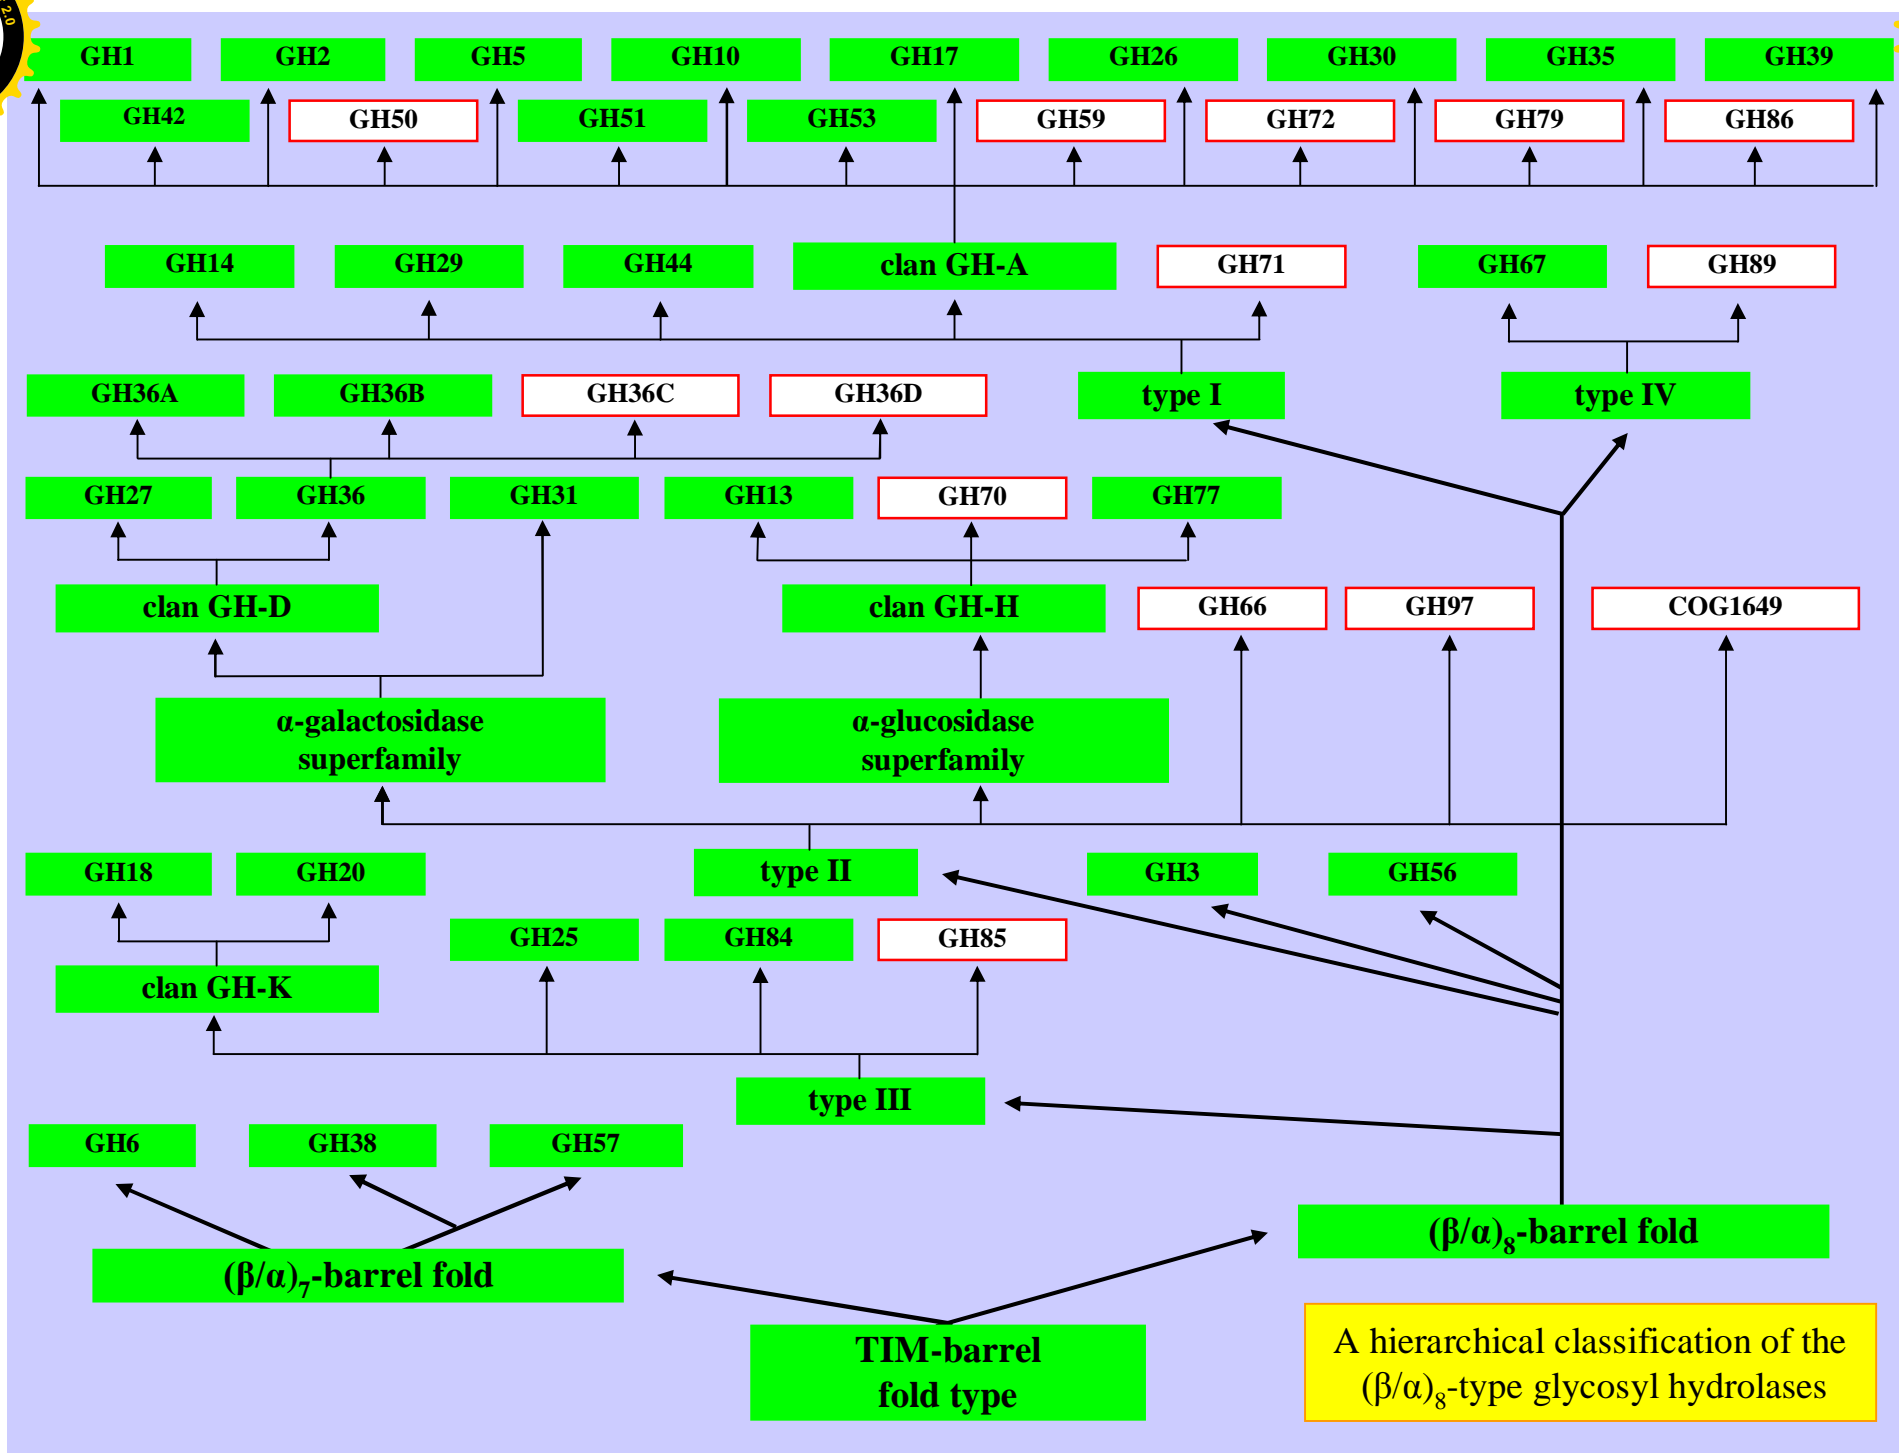 2.0
GH1
GH2
GH5
GH10
GH17
GH26
GH30
GH35
GH39
GH42
GH50
GH51
GH53
GH59
GH72
GH79
GH86
GH14
GH29
GH44
clan GH-A
GH71
GH67
GH89
GH36A
GH36B
GH36C
GH36D
type I
type IV
GH27
GH36
GH31
GH13
GH70
GH77
clan GH-D
clan GH-H
GH66
GH97
COG1649
α-galactosidase
superfamily
α-glucosidase
superfamily
GH18
GH20
type II
GH3
GH56
GH25
GH84
GH85
clan GH-K
type III
GH6
GH38
GH57
(β/α)₈-barrel fold
(β/α)₇-barrel fold
TIM-barrel
fold type
A hierarchical classification of the
(β/α)₈-type glycosyl hydrolases